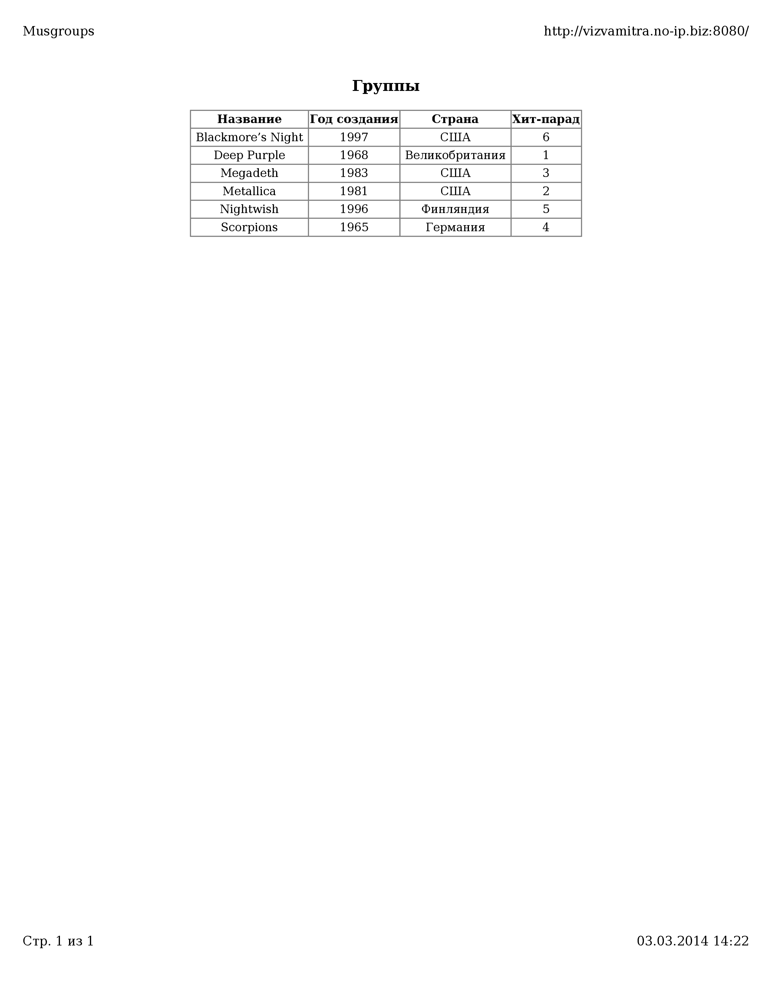 Musgroups http://vizvamitra.no-ip.biz:8080/
Группы
Название Год создания Страна Хит-парад
Blackmore’s Night 1997 США 6
Deep Purple 1968 Великобритания 1
Megadeth 1983 США 3
Metallica 1981 США 2
Nightwish 1996 Финляндия 5
Scorpions 1965 Германия 4
Стр. 1 из 1 03.03.2014 14:22